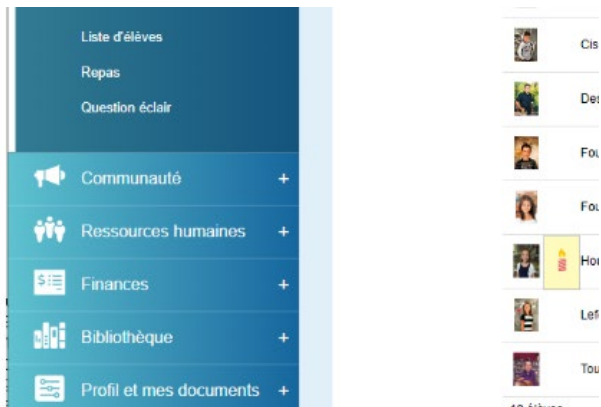 Liste d'élèves
Repas
Question éclair
Communauté +
Ressources humaines +
Finances +
Bibliothèque +
Profil et mes documents +
Cis
Des
Fou
Fou
Hor
Lef
Tou